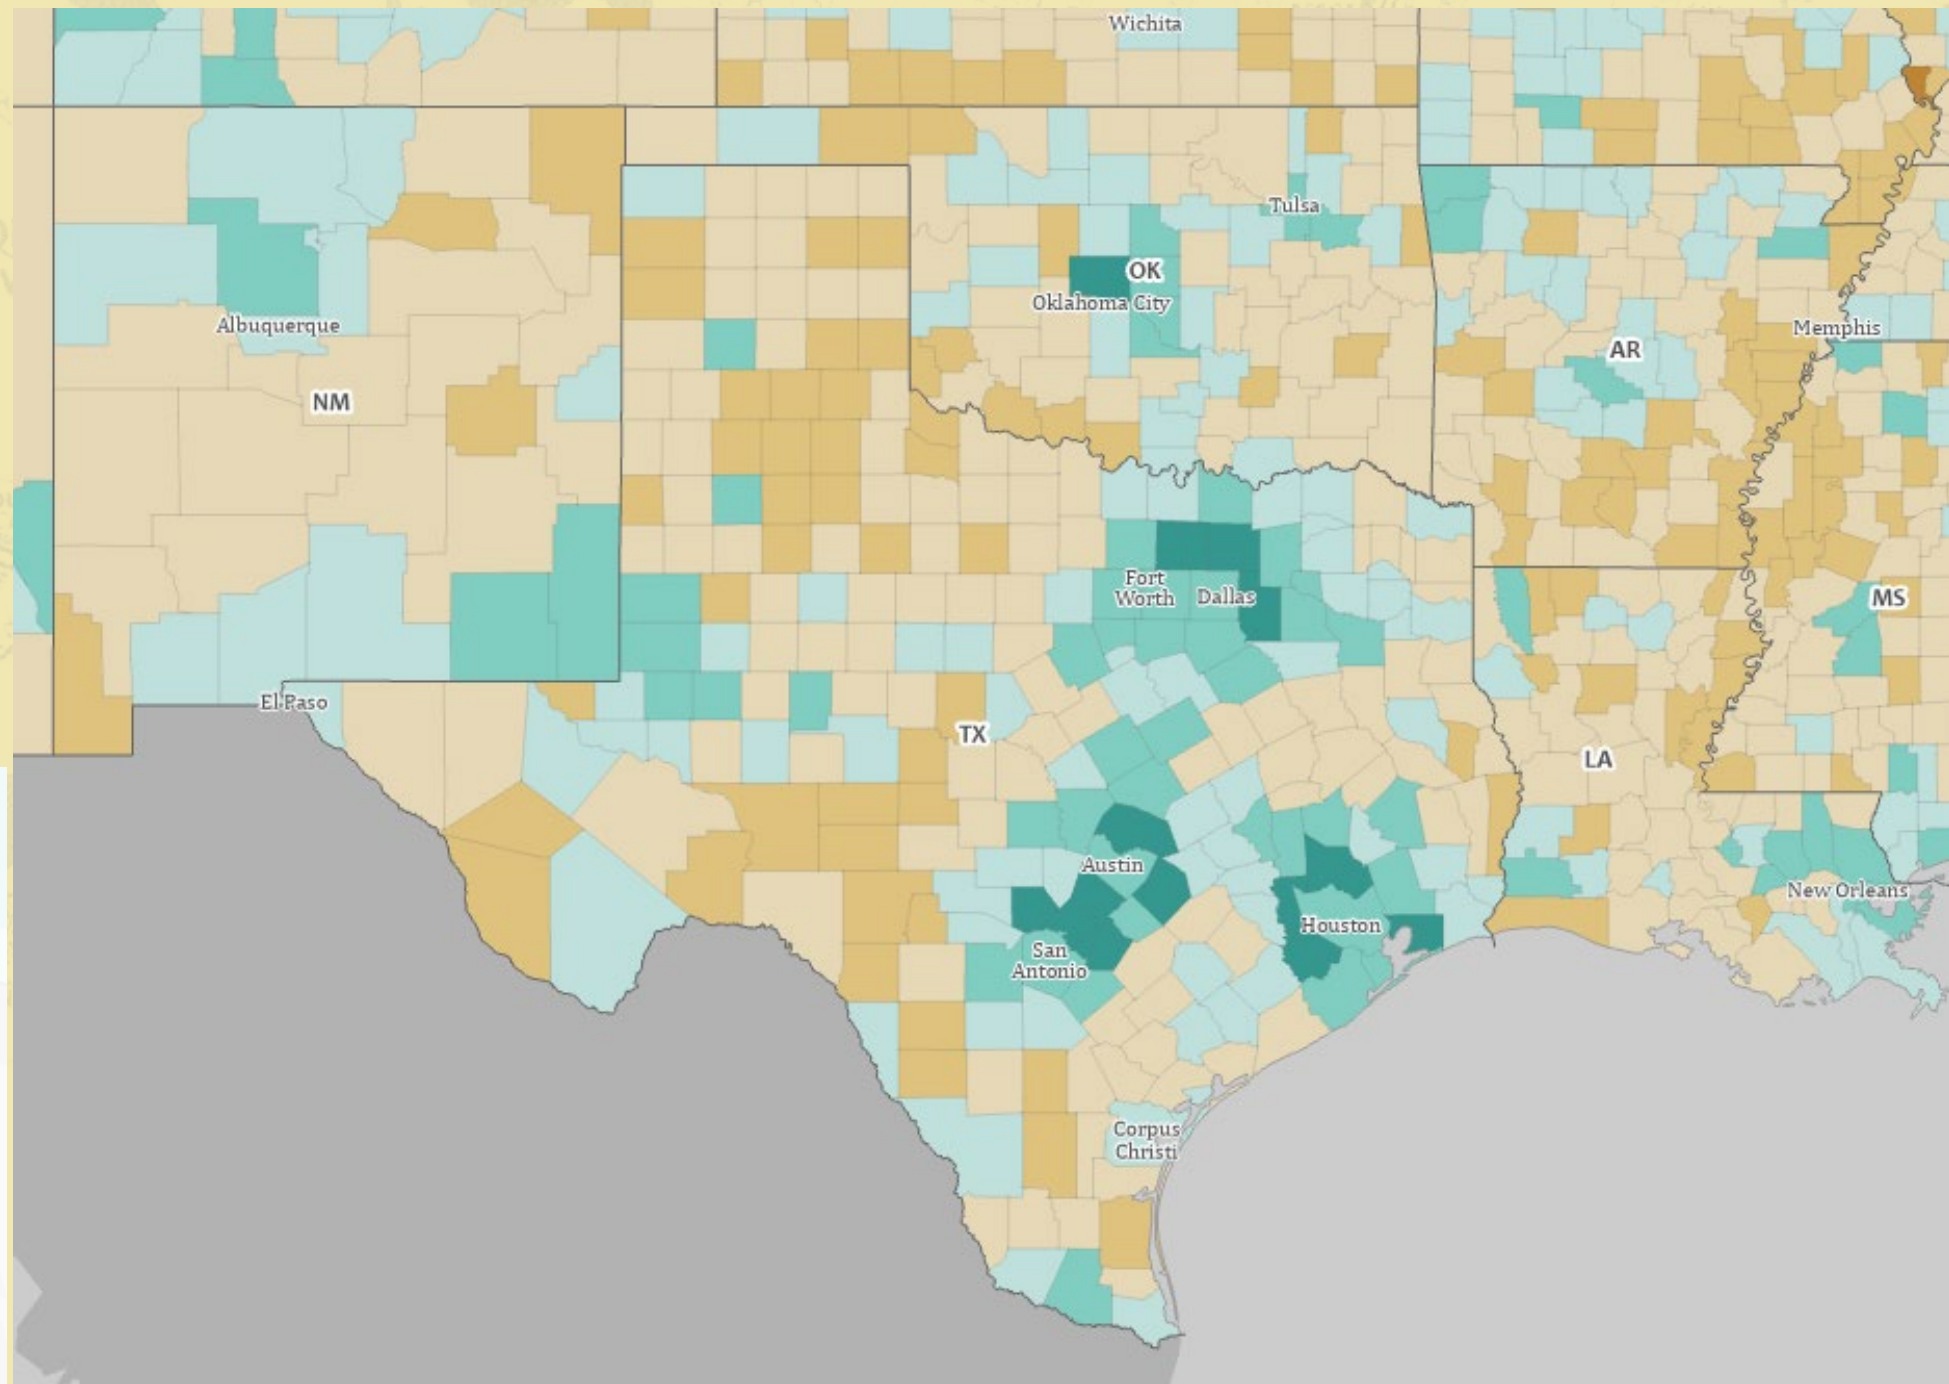 Wichita
Tulsa
OK
Oklahoma City
Albuquerque
Memphis
AR
NM
Fort
Worth
Dallas
MS
El Paso
TX
LA
Austin
New Orleans
Houston
San
Antonio
Corpus
Christi